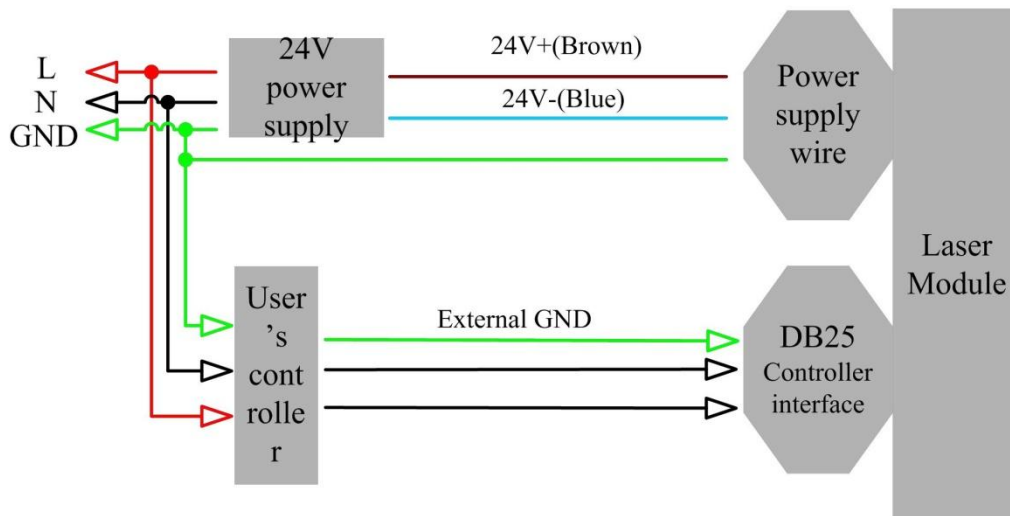 L
N
GND
24V
power
supply
24V+(Brown)
24V-(Blue)
Power
supply
wire
Laser
Module
User
’s
cont
rolle
r
External GND
DB25
Controller
interface